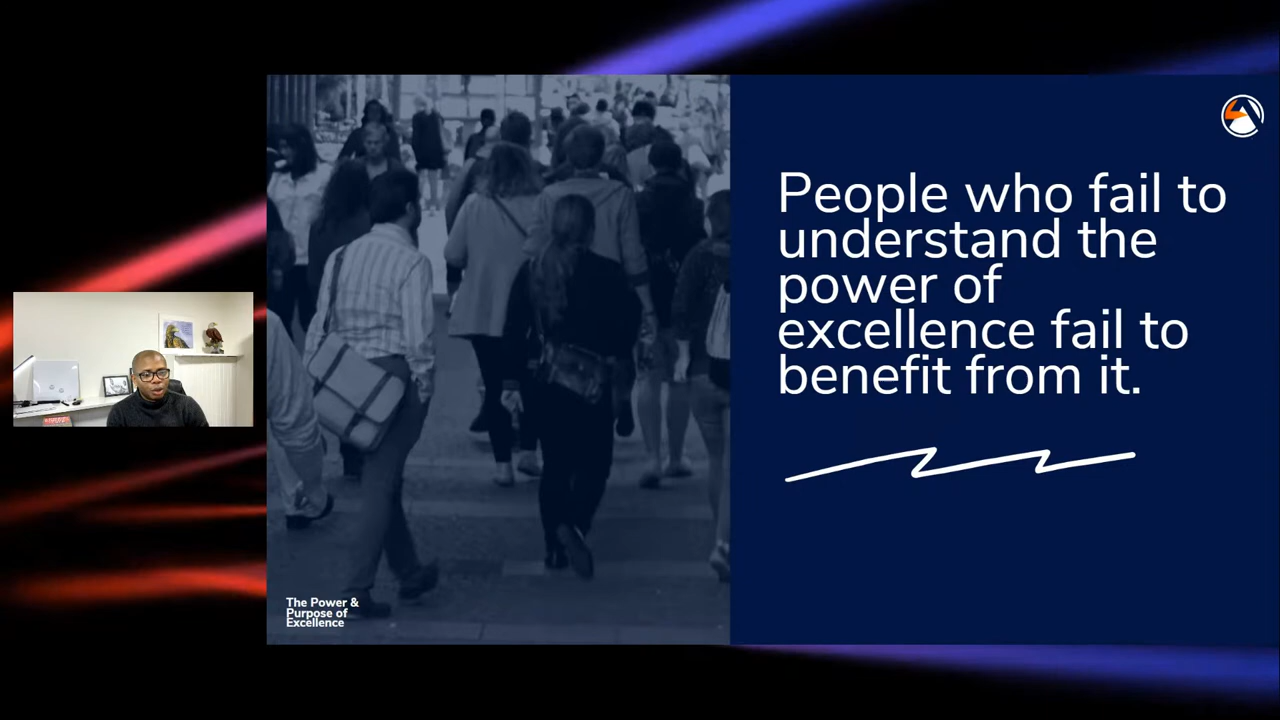 People who fail to
understand the
power of
excellence fail to
benefit from it.
The Power &
Purpose of
Excellence